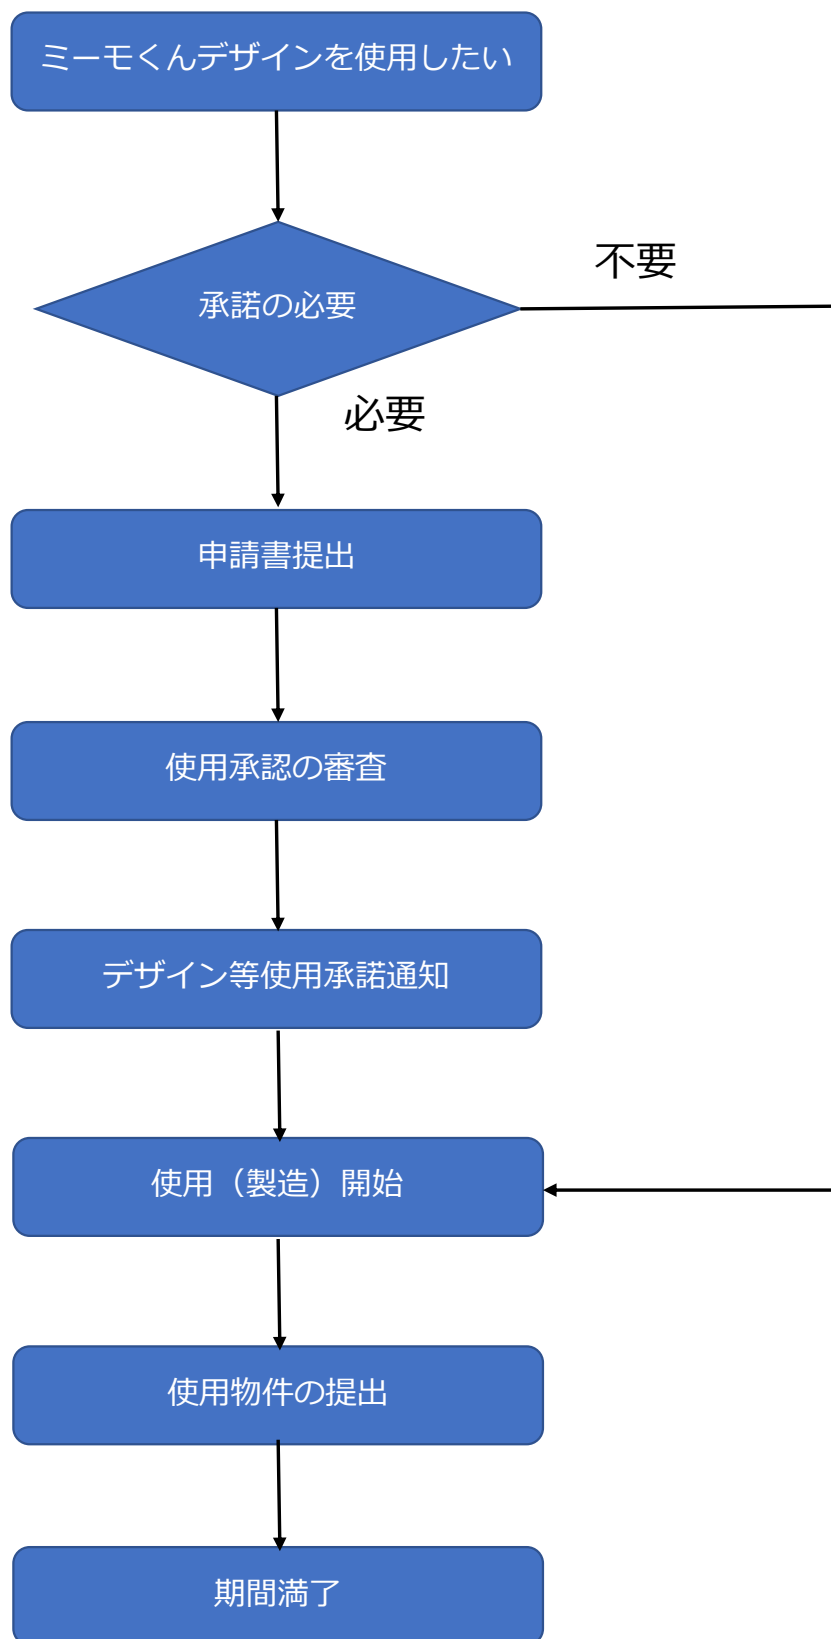 ミーモくんデザインを使用したい
不要
承諾の必要
必要
申請書提出
使用承認の審査
デザイン等使用承諾通知
使用（製造）開始
使用物件の提出
期間満了